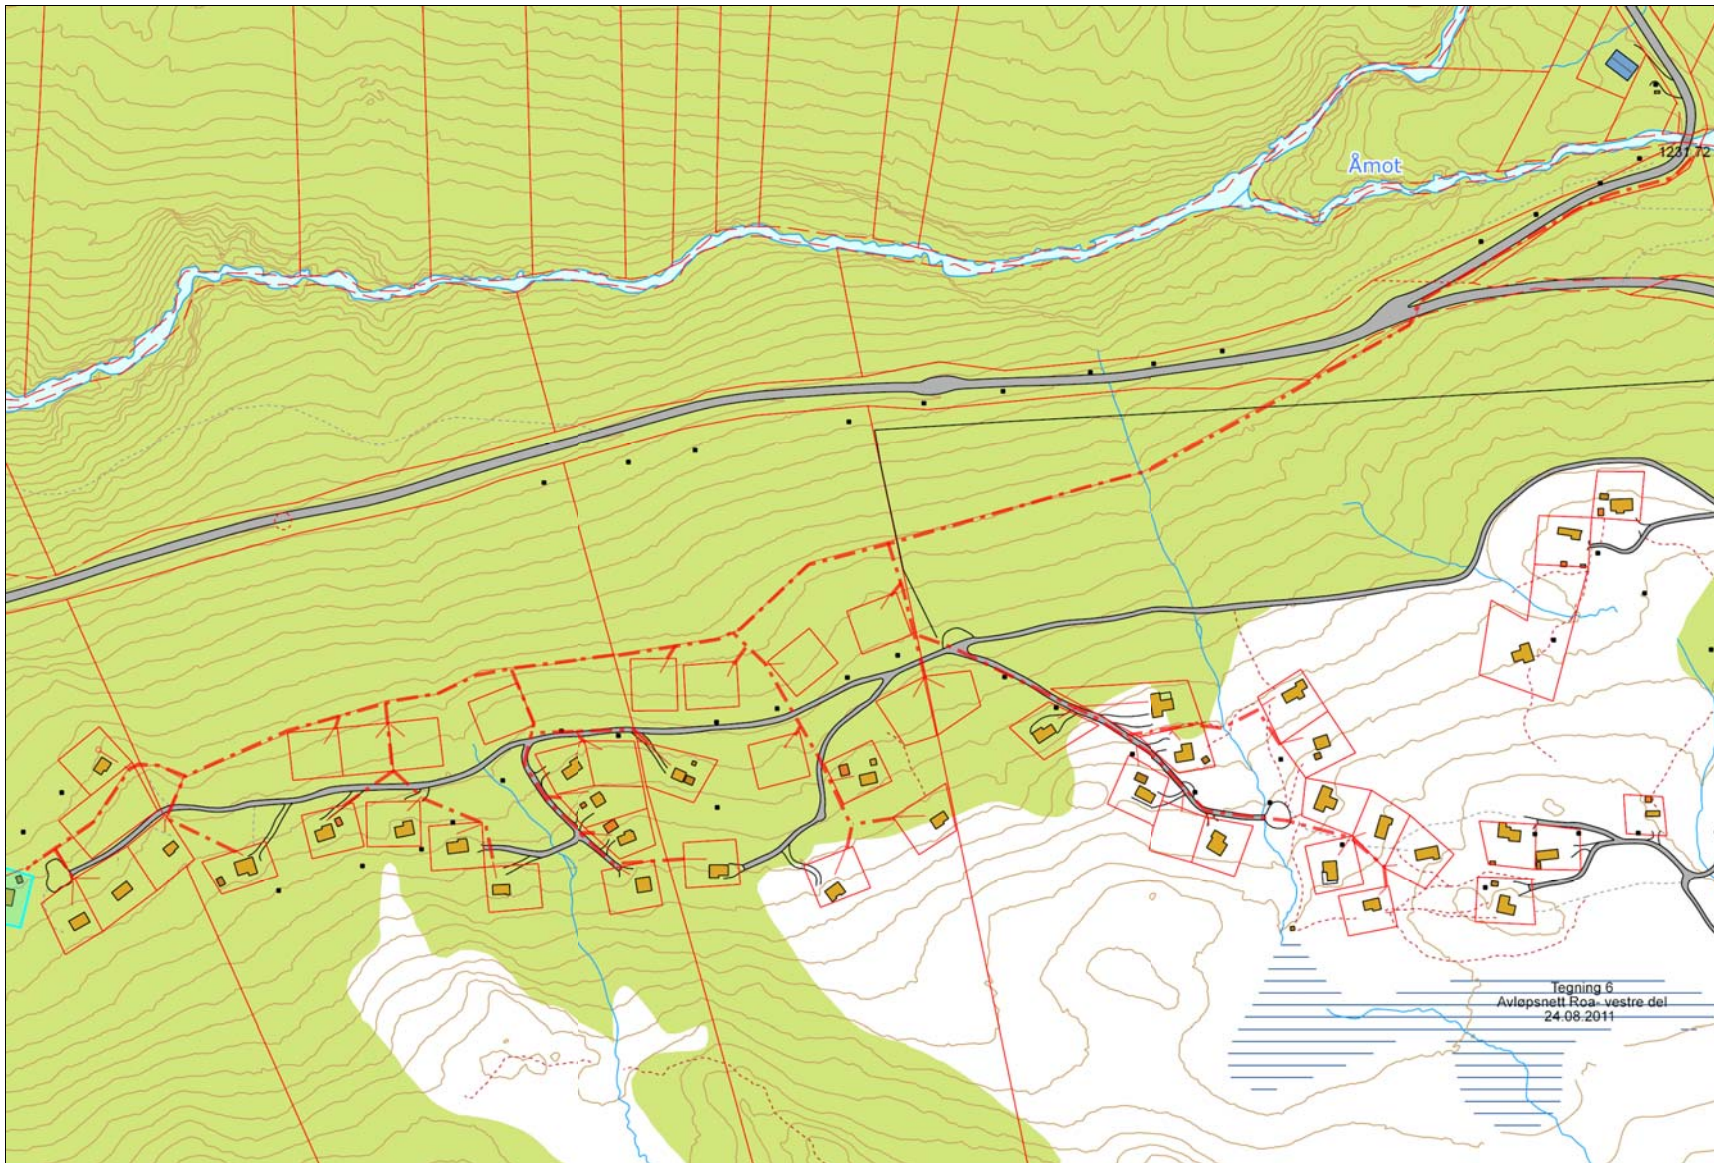 Åmot
1231.72
Tegning 6
Avløpsnett Roa- vestre del
24.08.2011